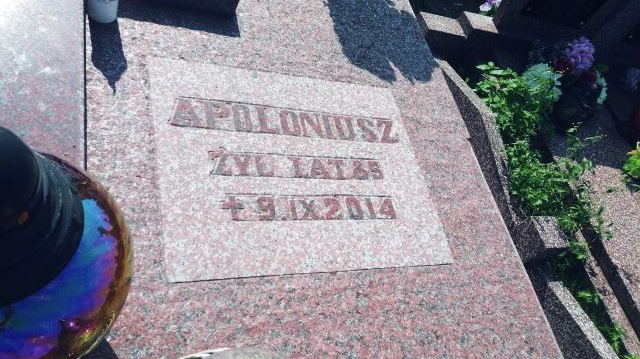 APOLONIUSZ
ŻYŁ LAT 85
✝ 9.IX.2014